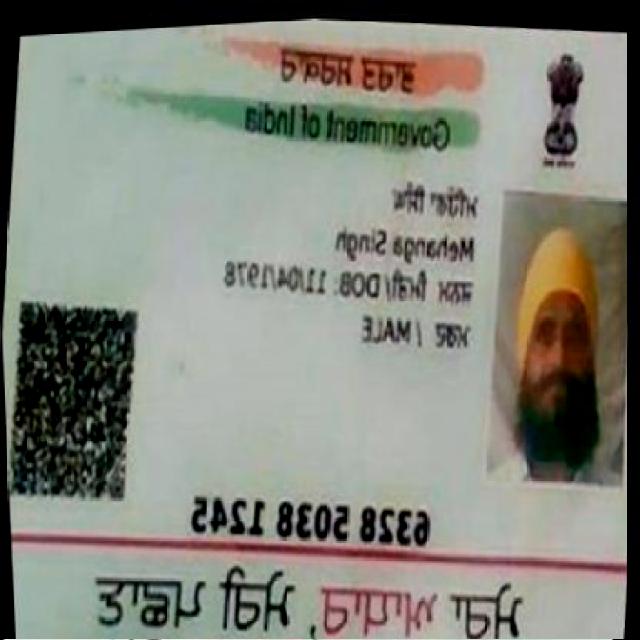 ਭਾਰਤ ਸਰਕਾਰ
Government of India
ਮਹਿੰਗਾ ਸਿੰਘ
Mehanga Singh
ਜਨਮ ਮਿਤੀ/ DOB: 11/04/1978
ਮਰਦ / MALE
6328 5038 1245
ਮੇਰਾ ਆਧਾਰ, ਮੇਰੀ ਪਛਾਣ